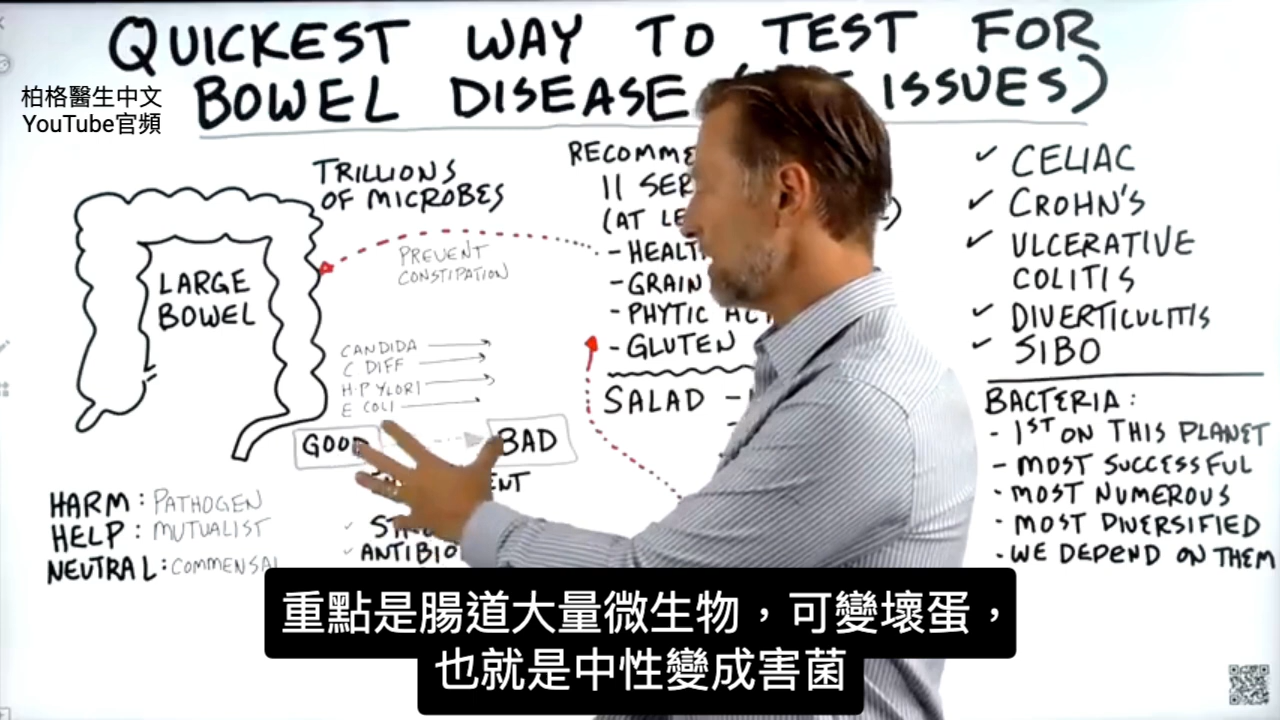 QUICKEST WAY TO TEST FOR
BOWEL DISEASE ISSUES)
柏格醫生中文
YouTube官頻
TRILLIONS
OF MICROBES
LARGE
BOWEL
PREVENT
CONSTIPATION
CANDIDA
C DIFF
H-PYLORI
E COLI
GOOD
BAD
HARM: PATHOGEN
HELP: MUTUALIST
NEUTRAL: COMMENSAL
11 SER
(AT LE
- HEALT
- GRAIN
- PHYTIC AC
- GLUTEN
SALAD -
✓ CELIAC
✓ CROHN'S
✓ ULCERATIVE
COLITIS
✓ DIVERTICULITIS
✓ SIBO
BACTERIA:
- 1ST ON THIS PLANET
- MOST SUCCESSFUL
- MOST NUMEROUS
- MOST DIVERSIFIED
- WE DEPEND ON THEM
重點是腸道大量微生物，可變壞蛋，
也就是中性變成害菌